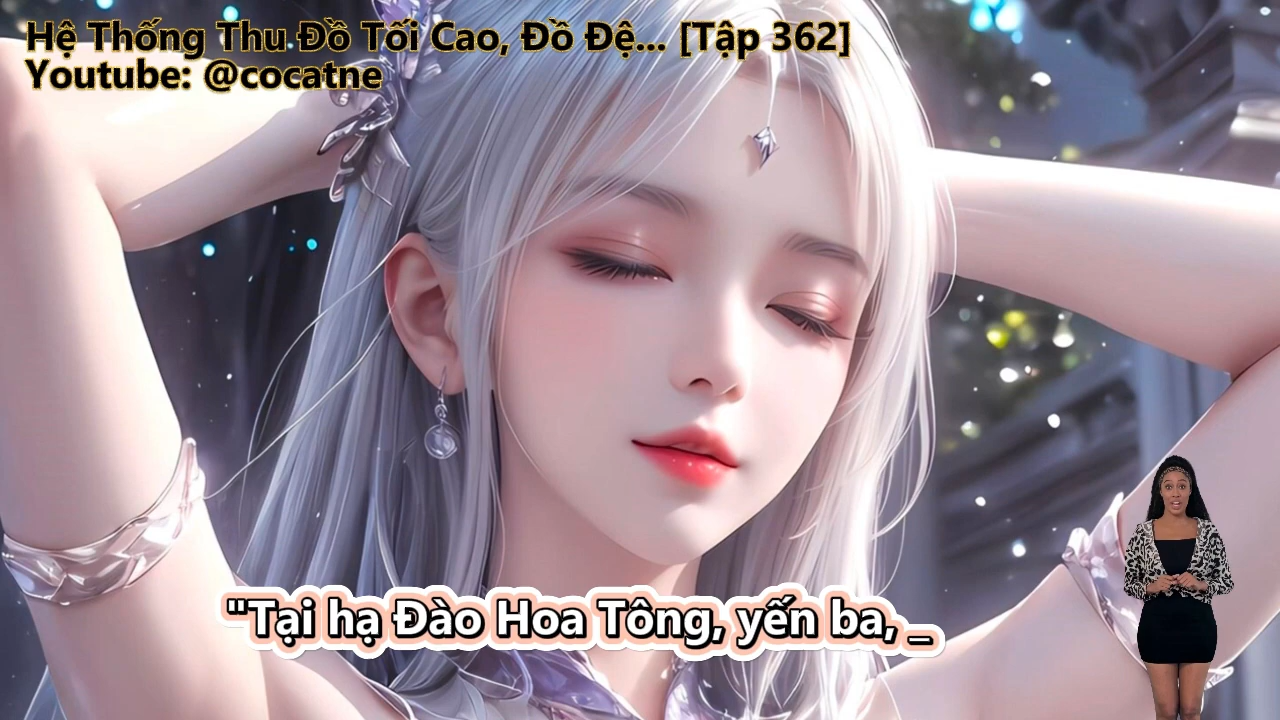 Hệ Thống Thu Đồ Tối Cao, Đồ Đệ... [Tập 362]
Youtube: @cocatne
"Tại hạ Đào Hoa Tông, yến ba, _